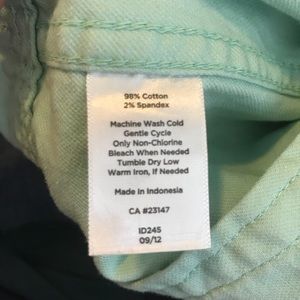 98% Cotton
2% Spandex
Machine Wash Cold
Gentle Cycle
Only Non-Chlorine
Bleach When Needed
Tumble Dry Low
Warm Iron, If Needed
Made In Indonesia
CA #23147
ID245
09/12